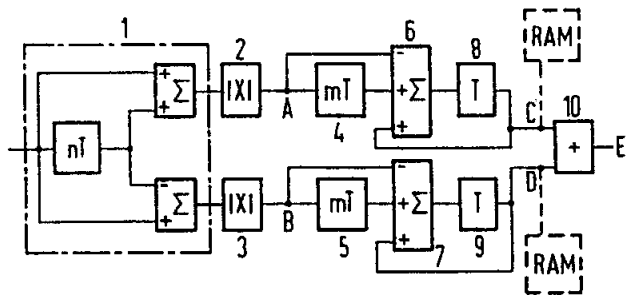 1
2
6
8
RAM
+
Σ
+
|X|
-
mT
+
Σ
+
T
C
10
nT
A
4
+
E
-
Σ
+
|X|
-
mT
+
Σ
+
T
D
3
B
5
7
9
RAM